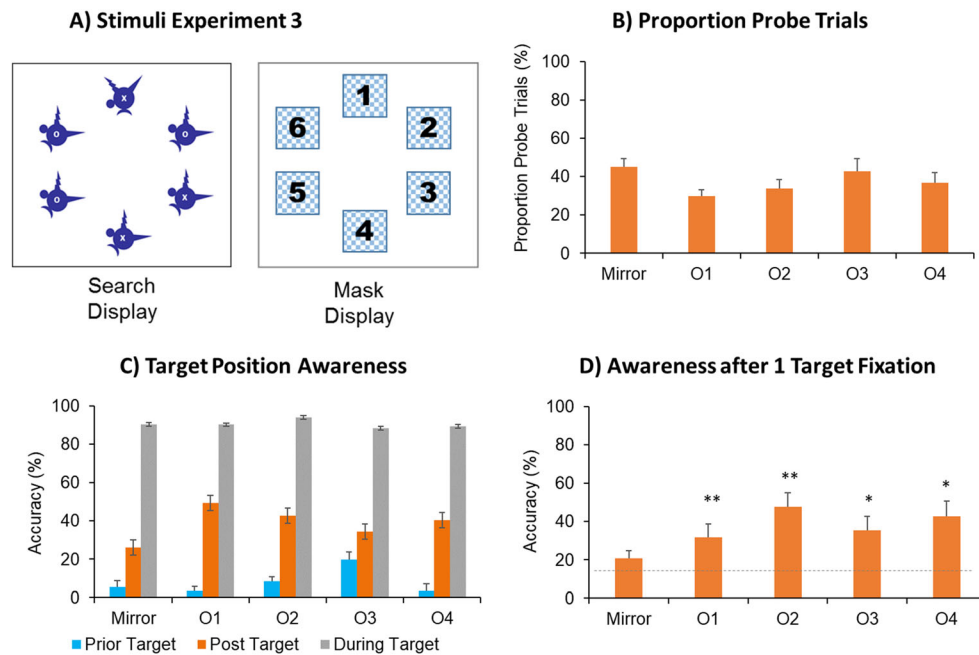 A) Stimuli Experiment 3
X
O
O
O
X
X
Search
Display
1
6
2
5
3
4
Mask
Display
B) Proportion Probe Trials
Proportion Probe Trials (%)
100
80
60
40
20
0
Mirror O1 O2 O3 O4
C) Target Position Awareness
Accuracy (%)
100
80
60
40
20
0
Mirror O1 O2 O3 O4
Prior Target Post Target During Target
D) Awareness after 1 Target Fixation
Accuracy (%)
100
80
60
40
20
0
** ** * *
Mirror O1 O2 O3 O4